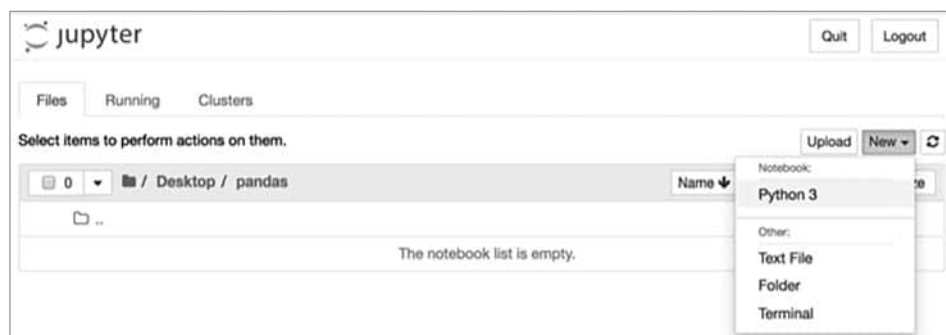 jupyter
Quit Logout
Files Running Clusters
Select items to perform actions on them.
Upload New
0 / Desktop / pandas Name
Notebook:
Python 3
..
Other:
The notebook list is empty.
Text File
Folder
Terminal